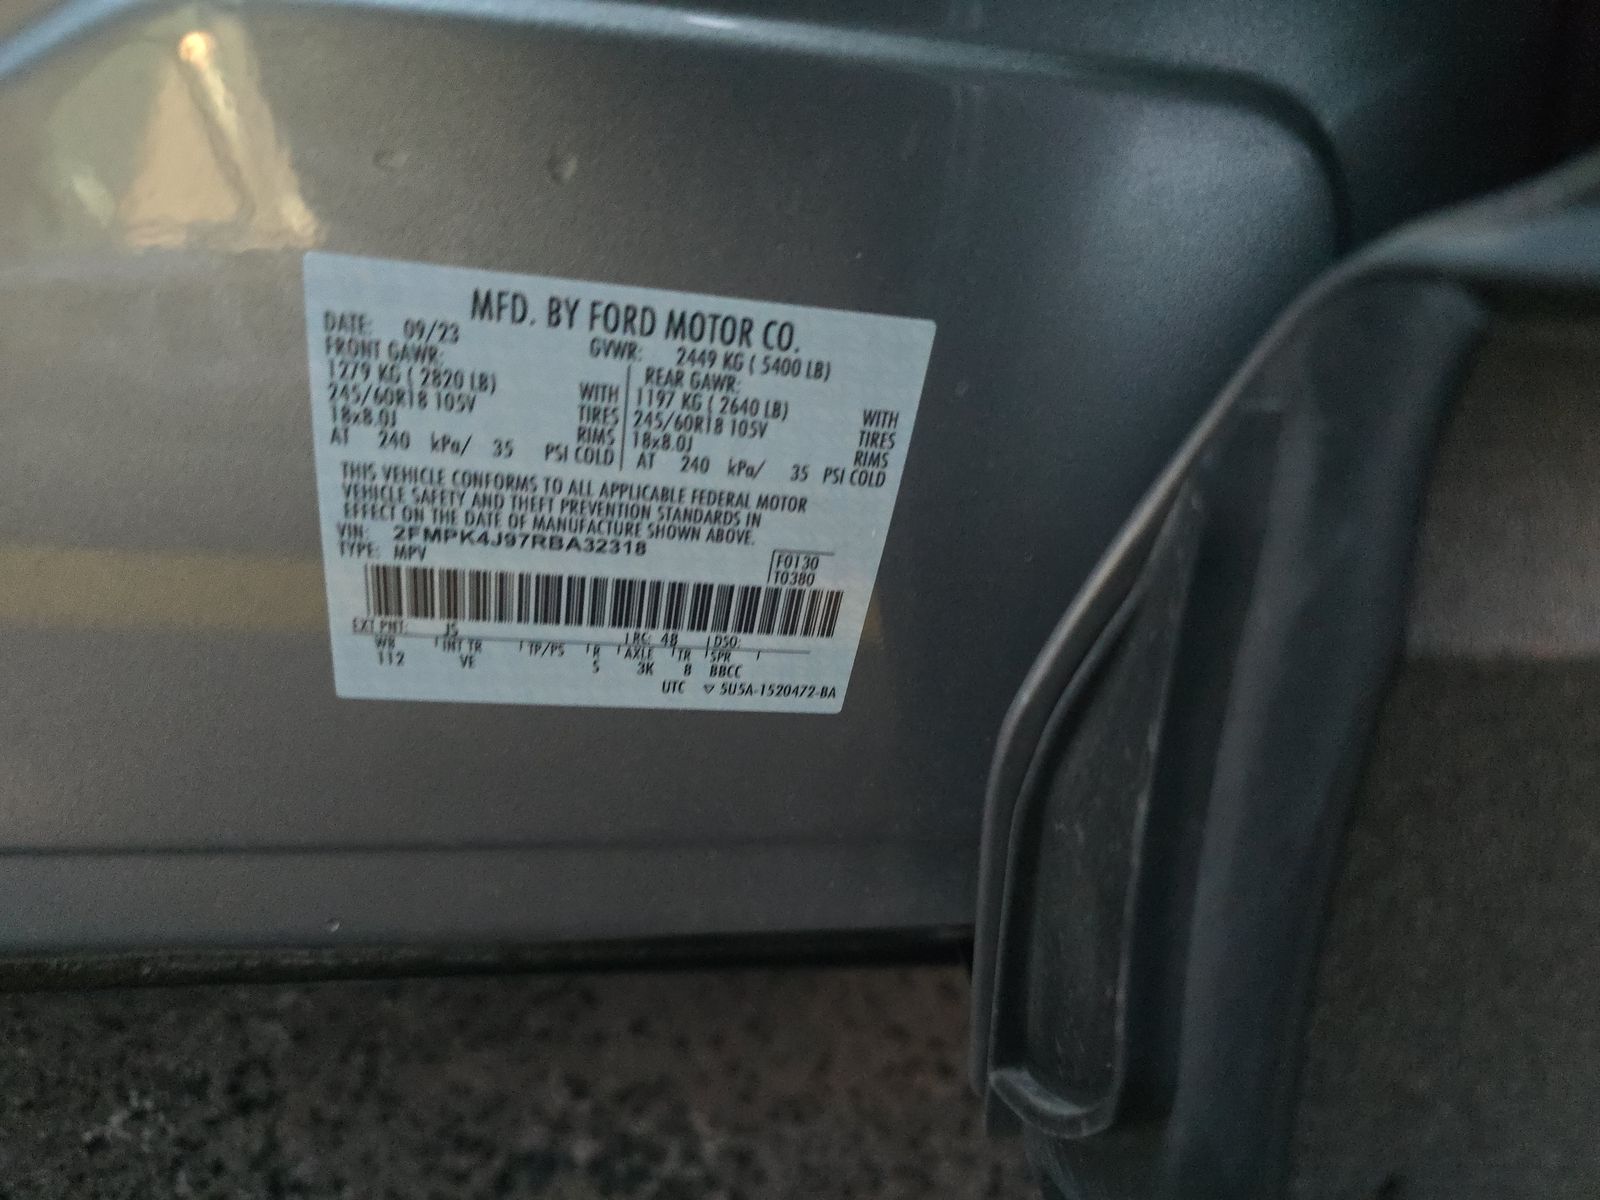 MFD. BY FORD MOTOR CO.
DATE: 09/23 GVWR: 2449 KG ( 5400 LB)
FRONT GAWR: REAR GAWR:
1279 KG ( 2820 LB) WITH 1197 KG ( 2640 LB) WITH
245/60R18 105V TIRES 245/60R18 105V TIRES
18x8.0J RIMS 18x8.0J RIMS
AT 240 kPa/ 35 PSI COLD AT 240 kPa/ 35 PSI COLD
THIS VEHICLE CONFORMS TO ALL APPLICABLE FEDERAL MOTOR
VEHICLE SAFETY AND THEFT PREVENTION STANDARDS IN
EFFECT ON THE DATE OF MANUFACTURE SHOWN ABOVE.
VIN: 2FMPK4J97RBA32318
TYPE: MPV F0130
T0380
EXT PNT: J5 RC: 48 DSO:
WB INT TR TP/PS R AXLE TR SPR
112 VE 5 3K 8 BBCC
UTC ▽ 5U5A-1520472-BA